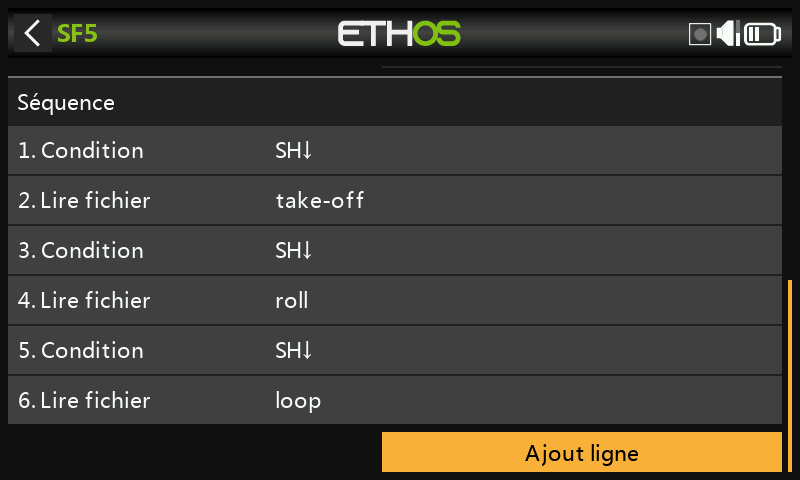 SF5
ETHOS
Séquence
1. Condition SH↓
2. Lire fichier take-off
3. Condition SH↓
4. Lire fichier roll
5. Condition SH↓
6. Lire fichier loop
Ajout ligne